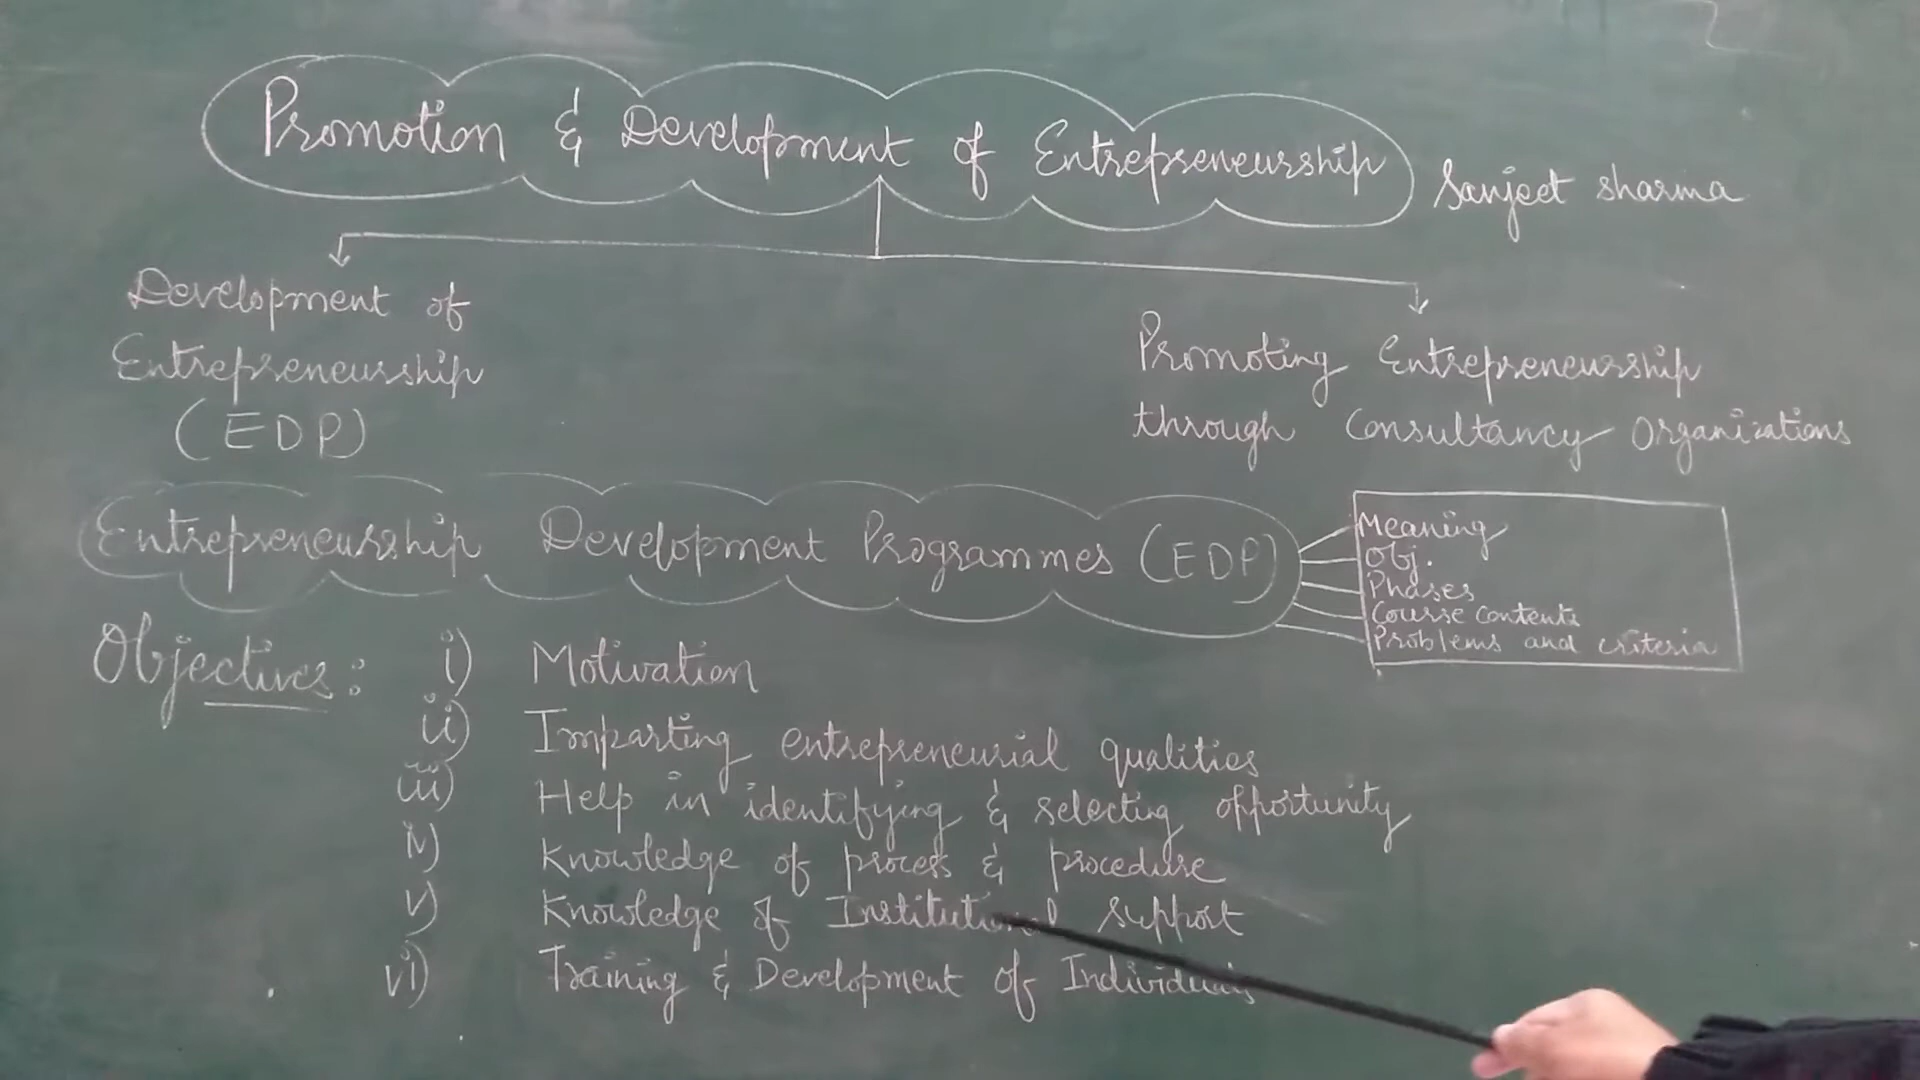 Promotion & Development of Entrepreneurship
Sanjeet sharma
Development of
Entrepreneurship
(EDP)
Promoting Entrepreneurship
through Consultancy Organizations
Entrepreneurship Development Programmes (EDP)
Meaning
Obj.
Phases
Course contents
Problems and criteria
Objectives:
i) Motivation
ii) Imparting entrepreneurial qualities
iii) Help in identifying & selecting opportunity
iv) Knowledge of process & procedure
v) Knowledge of Institutional support
vi) Training & Development of Individuals